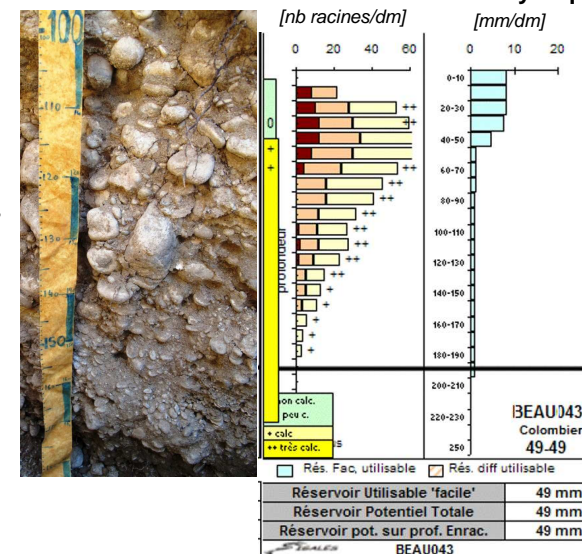 [nb racines/dm] [mm/dm]
0 20 40 60 0 10 20
100
110
120
130
140
150
0
+
+
profondeur
++
++
++
++
++
++
++
++
++
++
+
+
+
+
+
0-10
20-30
40-50
60-70
80-90
100-110
120-130
140-150
160-170
180-190
200-210
220-230
250
non calc.
peu c.
+ calc
++ très calc.
BEAU043
Colombier
49-49
Rés. Fac, utilisable Rés. diff utilisable
Réservoir Utilisable 'facile' 49 mm
Réservoir Potentiel Totale 49 mm
Réservoir pot. sur prof. Enrac. 49 mm
SIGALES BEAU043